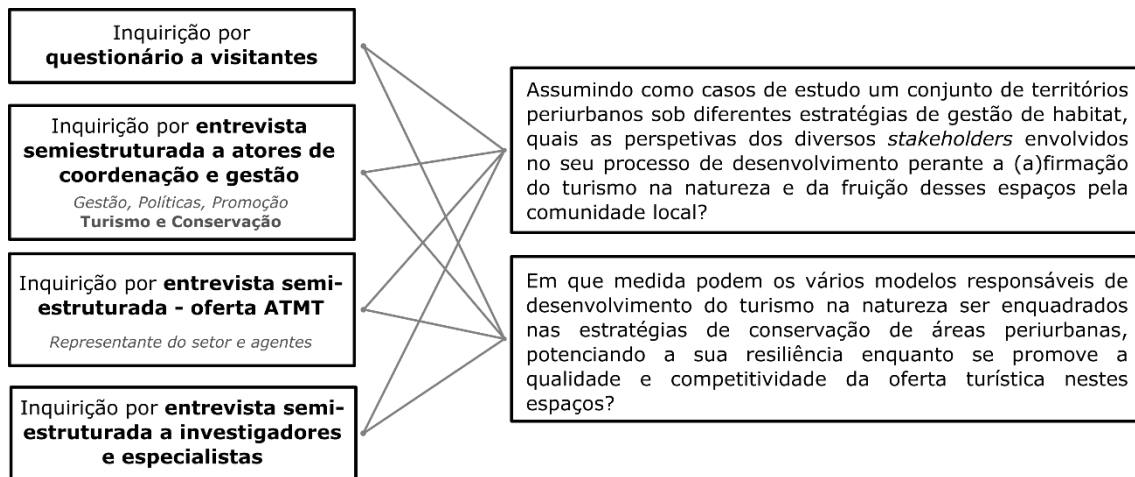 Inquirição por
questionário a visitantes
Inquirição por entrevista
semiestruturada a atores de
coordenação e gestão
Gestão, Políticas, Promoção
Turismo e Conservação
Inquirição por entrevista semi-
estruturada - oferta ATMT
Representante do setor e agentes
Inquirição por entrevista semi-
estruturada a investigadores
e especialistas
Assumindo como casos de estudo um conjunto de territórios
periurbanos sob diferentes estratégias de gestão de habitat,
quais as perspetivas dos diversos stakeholders envolvidos
no seu processo de desenvolvimento perante a (a)firmação
do turismo na natureza e da fruição desses espaços pela
comunidade local?
Em que medida podem os vários modelos responsáveis de
desenvolvimento do turismo na natureza ser enquadrados
nas estratégias de conservação de áreas periurbanas,
potenciando a sua resiliência enquanto se promove a
qualidade e competitividade da oferta turística nestes
espaços?